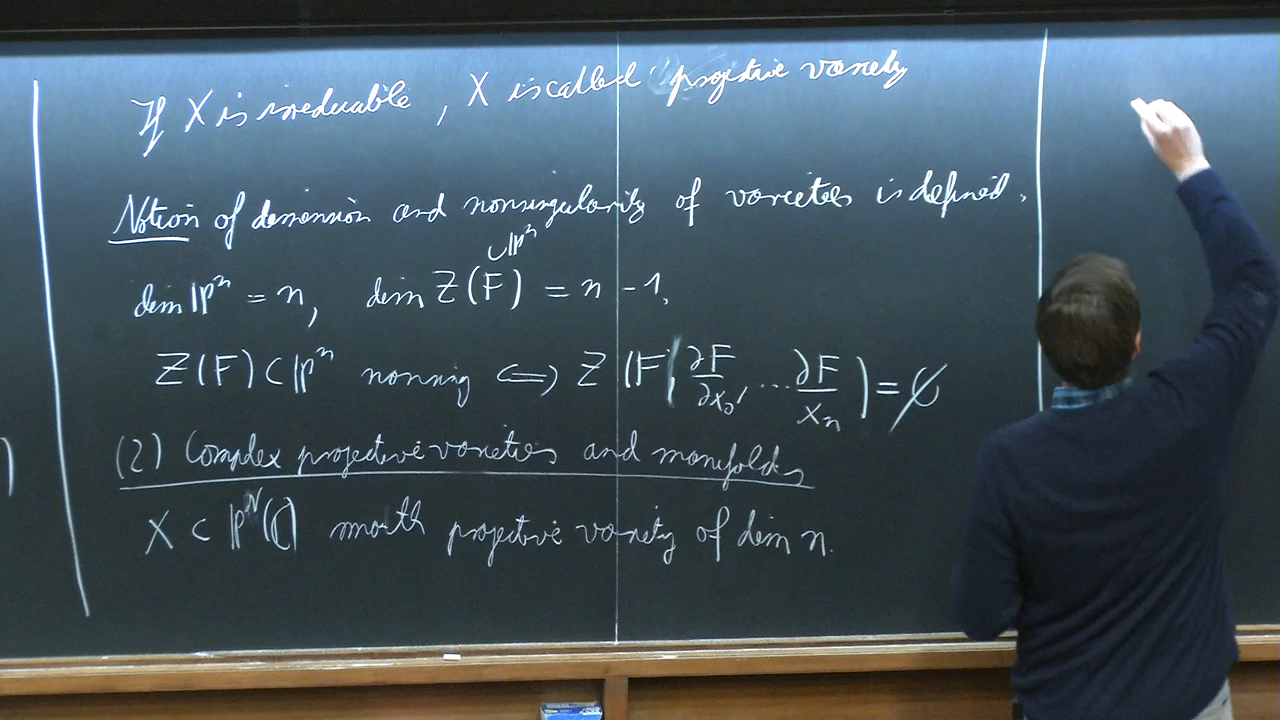 If X is irreducible, X is called projective variety
Notion of dimension and nonsingularity of varieties is defined.
dim ℙⁿ = n, dim Z(F) = n - 1,
⊂ℙⁿ
Z(F) ⊂ ℙⁿ nonsing ⟺ Z(F, ∂F/∂x₀, ... ∂F/xₙ) = ∅
(2) Complex projective varieties and manifolds
X ⊂ ℙᴺ(ℂ) smooth projective variety of dim n.
)